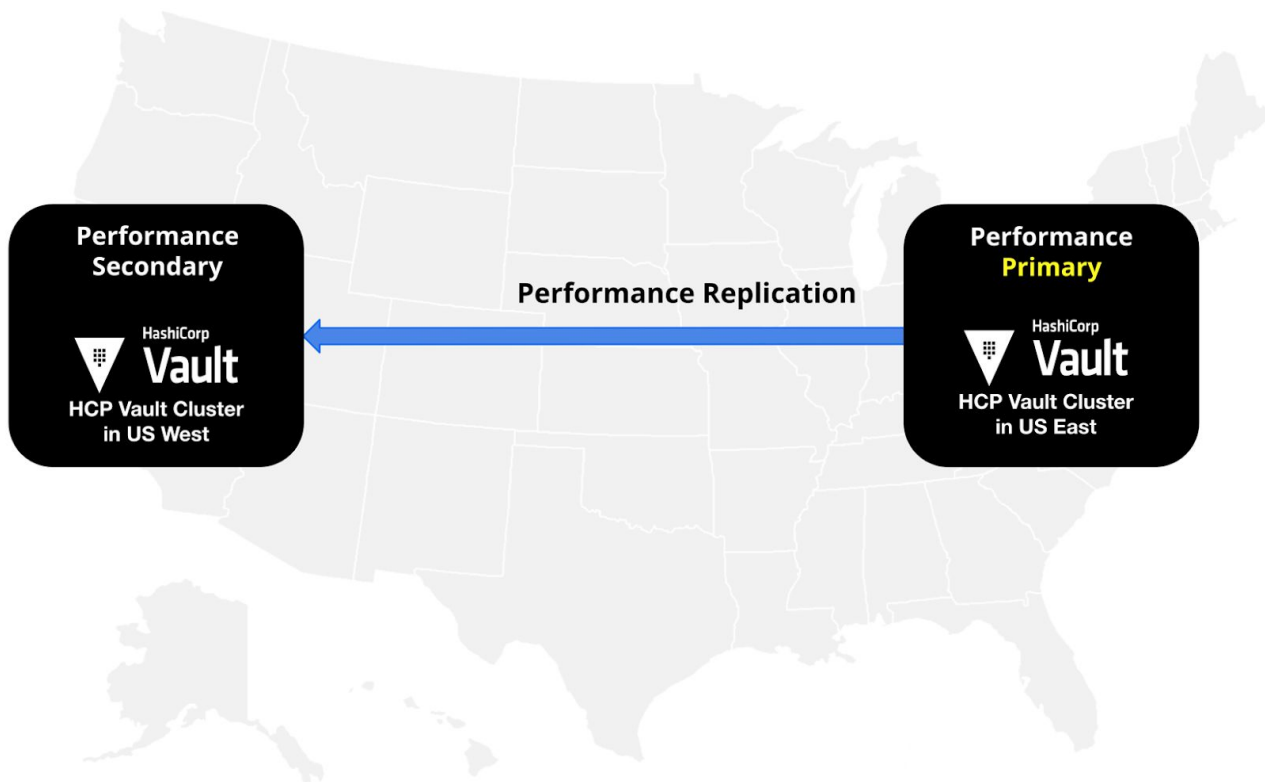 Performance
Secondary
HashiCorp
Vault
HCP Vault Cluster
in US West
Performance Replication
Performance
Primary
HashiCorp
Vault
HCP Vault Cluster
in US East